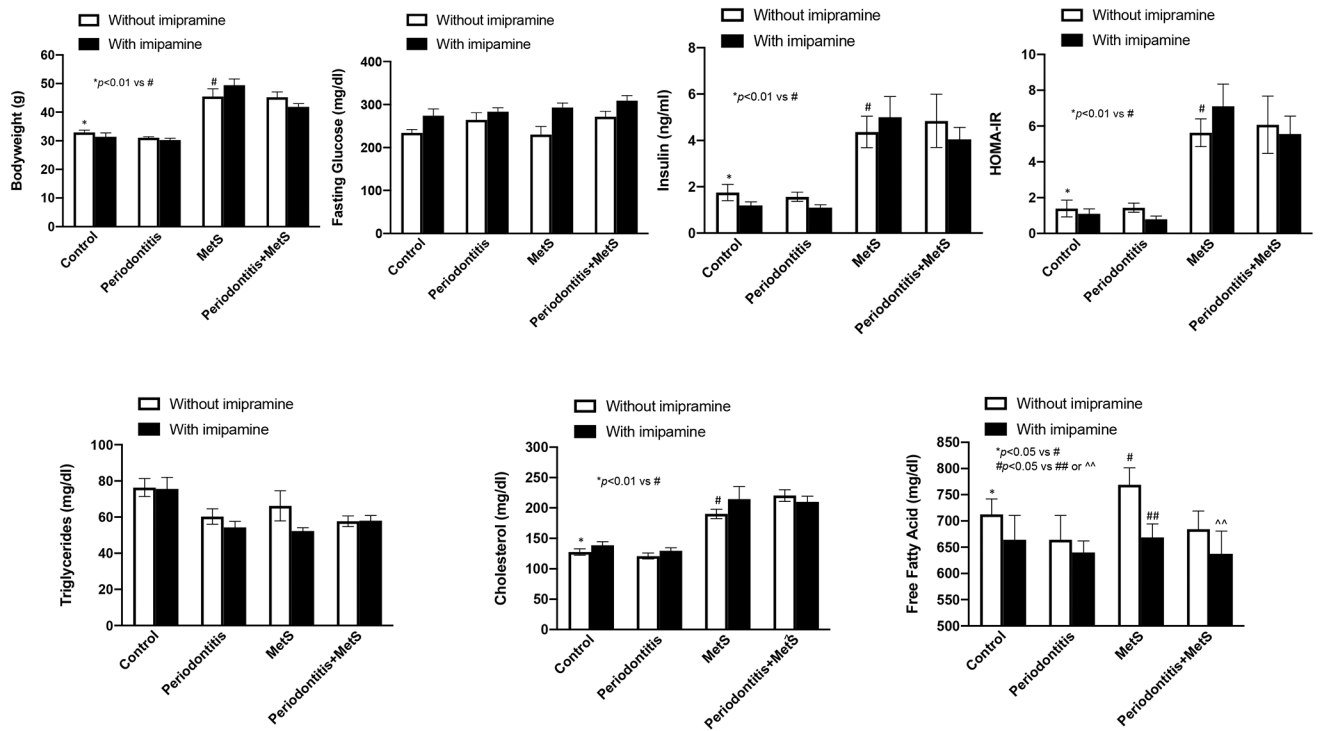 Without imipramine
With imipamine
Bodyweight (g)
60
50
40
30
20
10
0
*p<0.01 vs #
*
#
Control
Periodontitis
MetS
Periodontitis+MetS
Without imipramine
With imipamine
Fasting Glucose (mg/dl)
400
300
200
100
0
Control
Periodontitis
MetS
Periodontitis+MetS
Without imipramine
With imipamine
Insulin (ng/ml)
8
6
4
2
0
*p<0.01 vs #
*
#
Control
Periodontitis
MetS
Periodontitis+MetS
Without imipramine
With imipamine
HOMA-IR
10
8
6
4
2
0
*p<0.01 vs #
*
#
Control
Periodontitis
MetS
Periodontitis+MetS
Without imipramine
With imipamine
Triglycerides (mg/dl)
100
80
60
40
20
0
Control
Periodontitis
MetS
Periodontitis+MetS
Without imipramine
With imipamine
Cholesterol (mg/dl)
300
250
200
150
100
50
0
*p<0.01 vs #
*
#
Control
Periodontitis
MetS
Periodontitis+MetS
Without imipramine
With imipamine
Free Fatty Acid (mg/dl)
850
800
750
700
650
600
500
*p<0.05 vs #
#p<0.05 vs ## or ^^
*
#
##
^^
Control
Periodontitis
MetS
Periodontitis+MetS